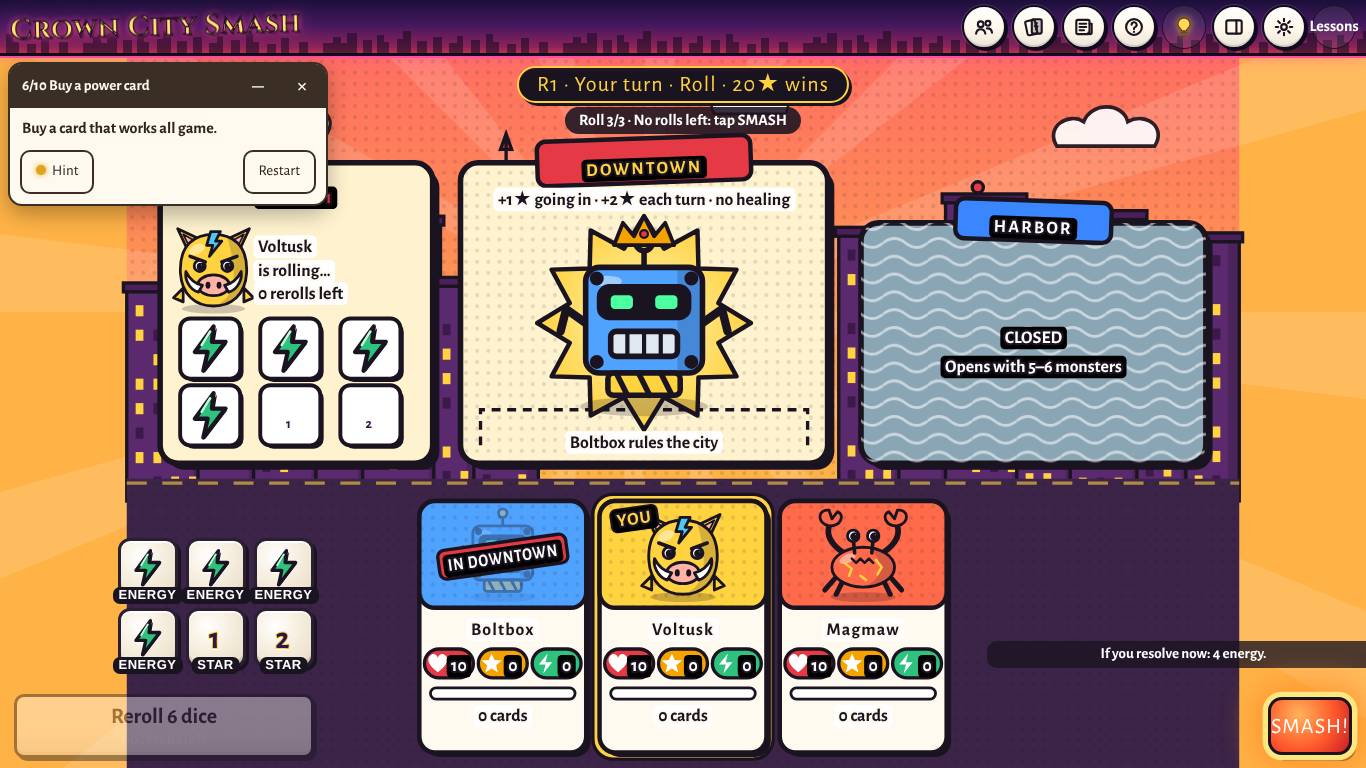 CROWN CITY SMASH
Lessons
6/10 Buy a power card
Buy a card that works all game.
Hint
Restart
R1 · Your turn · Roll · 20★ wins
Roll 3/3 · No rolls left: tap SMASH
DOWNTOWN
+1★ going in · +2★ each turn · no healing
HARBOR
Voltusk
is rolling…
0 rerolls left
1
2
CLOSED
Opens with 5–6 monsters
Boltbox rules the city
ENERGY
ENERGY
ENERGY
ENERGY
1
STAR
2
STAR
Reroll 6 dice
IN DOWNTOWN
Boltbox
10
0
0
0 cards
YOU
Voltusk
10
0
0
0 cards
Magmaw
10
0
0
0 cards
If you resolve now: 4 energy.
SMASH!